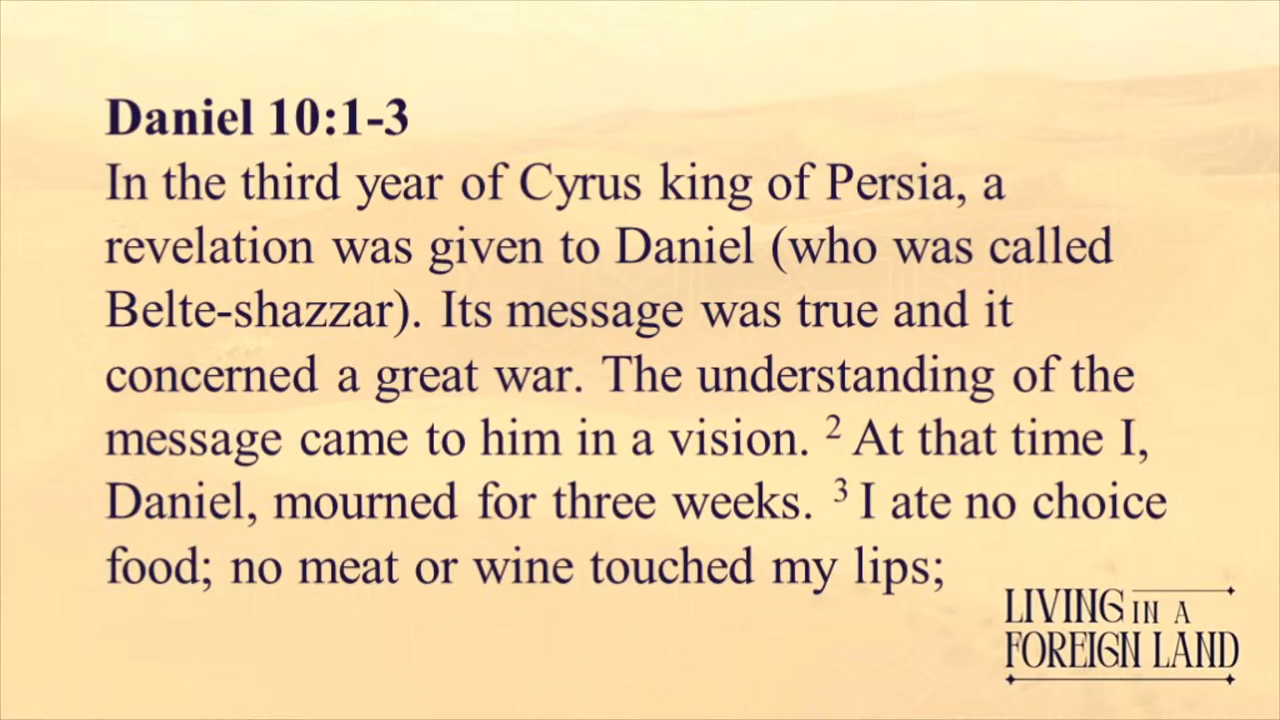 Daniel 10:1-3
In the third year of Cyrus king of Persia, a
revelation was given to Daniel (who was called
Belte-shazzar). Its message was true and it
concerned a great war. The understanding of the
message came to him in a vision. ² At that time I,
Daniel, mourned for three weeks. ³ I ate no choice
food; no meat or wine touched my lips;
LIVING IN A
FOREIGN LAND